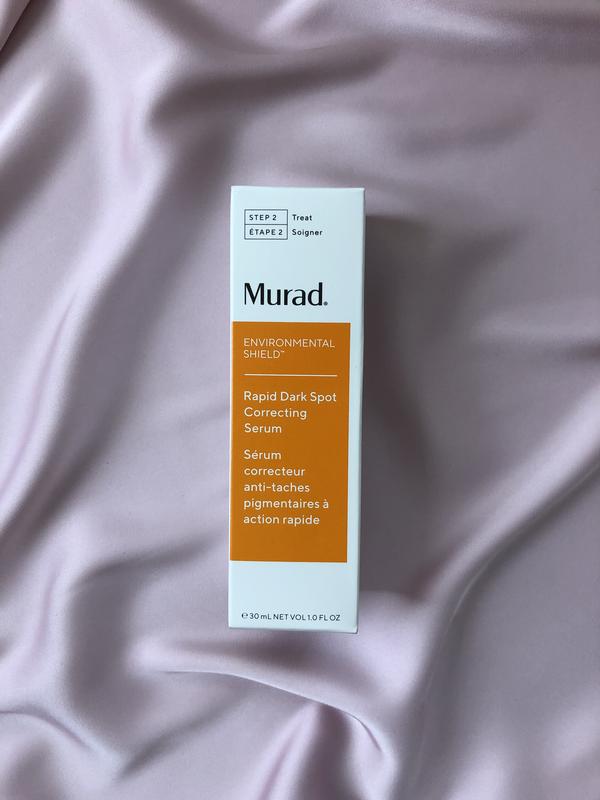 STEP 2 Treat
ÉTAPE 2 Soigner
Murad®
ENVIRONMENTAL
SHIELD™
Rapid Dark Spot
Correcting
Serum
Sérum
correcteur
anti-taches
pigmentaires à
action rapide
℮ 30 mL NET VOL 1.0 FL OZ